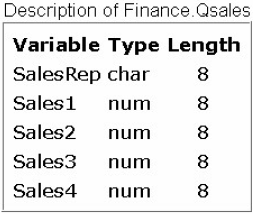 Description of Finance.Qsales
Variable Type Length
SalesRep char 8
Sales1 num 8
Sales2 num 8
Sales3 num 8
Sales4 num 8